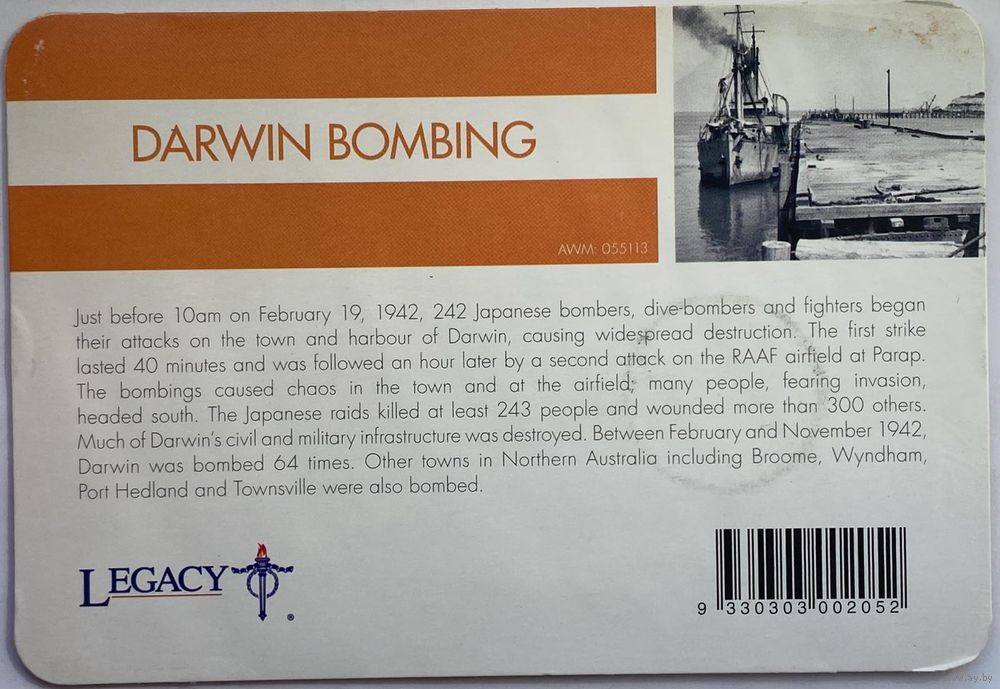 DARWIN BOMBING
AWM: 055113
Just before 10am on February 19, 1942, 242 Japanese bombers, dive-bombers and fighters began
their attacks on the town and harbour of Darwin, causing widespread destruction. The first strike
lasted 40 minutes and was followed an hour later by a second attack on the RAAF airfield at Parap.
The bombings caused chaos in the town and at the airfield; many people, fearing invasion,
headed south. The Japanese raids killed at least 243 people and wounded more than 300 others.
Much of Darwin's civil and military infrastructure was destroyed. Between February and November 1942,
Darwin was bombed 64 times. Other towns in Northern Australia including Broome, Wyndham,
Port Hedland and Townsville were also bombed.
LEGACY
®
9 330303 002052
www.ay.by